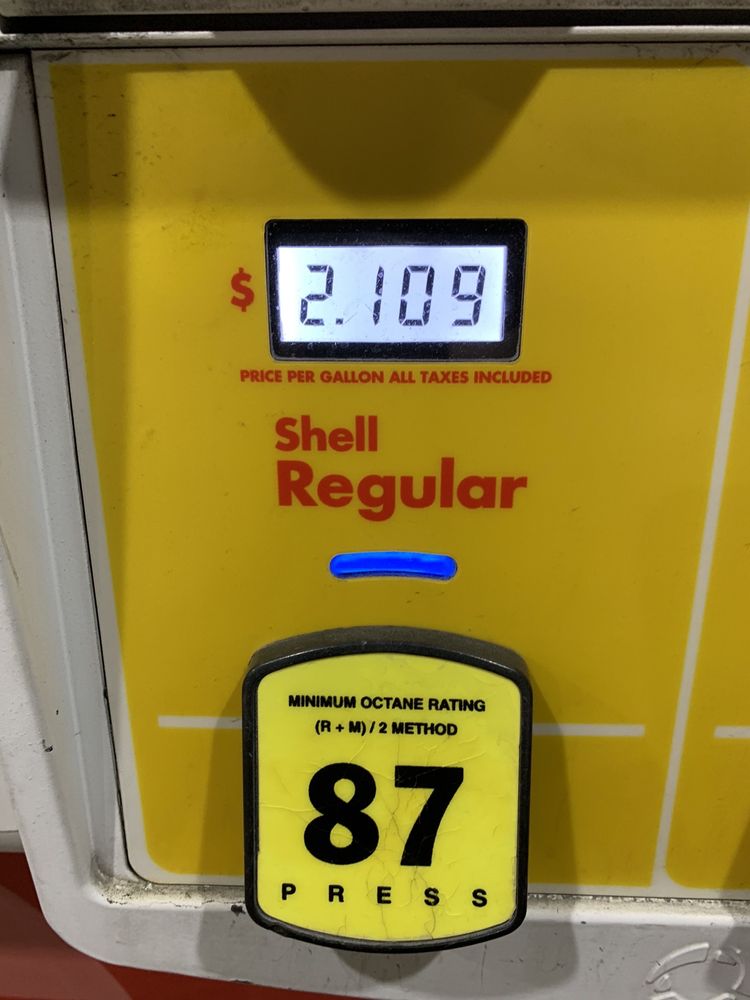 $ 2.109
PRICE PER GALLON ALL TAXES INCLUDED
Shell
Regular
MINIMUM OCTANE RATING
(R + M) / 2 METHOD
87
PRESS